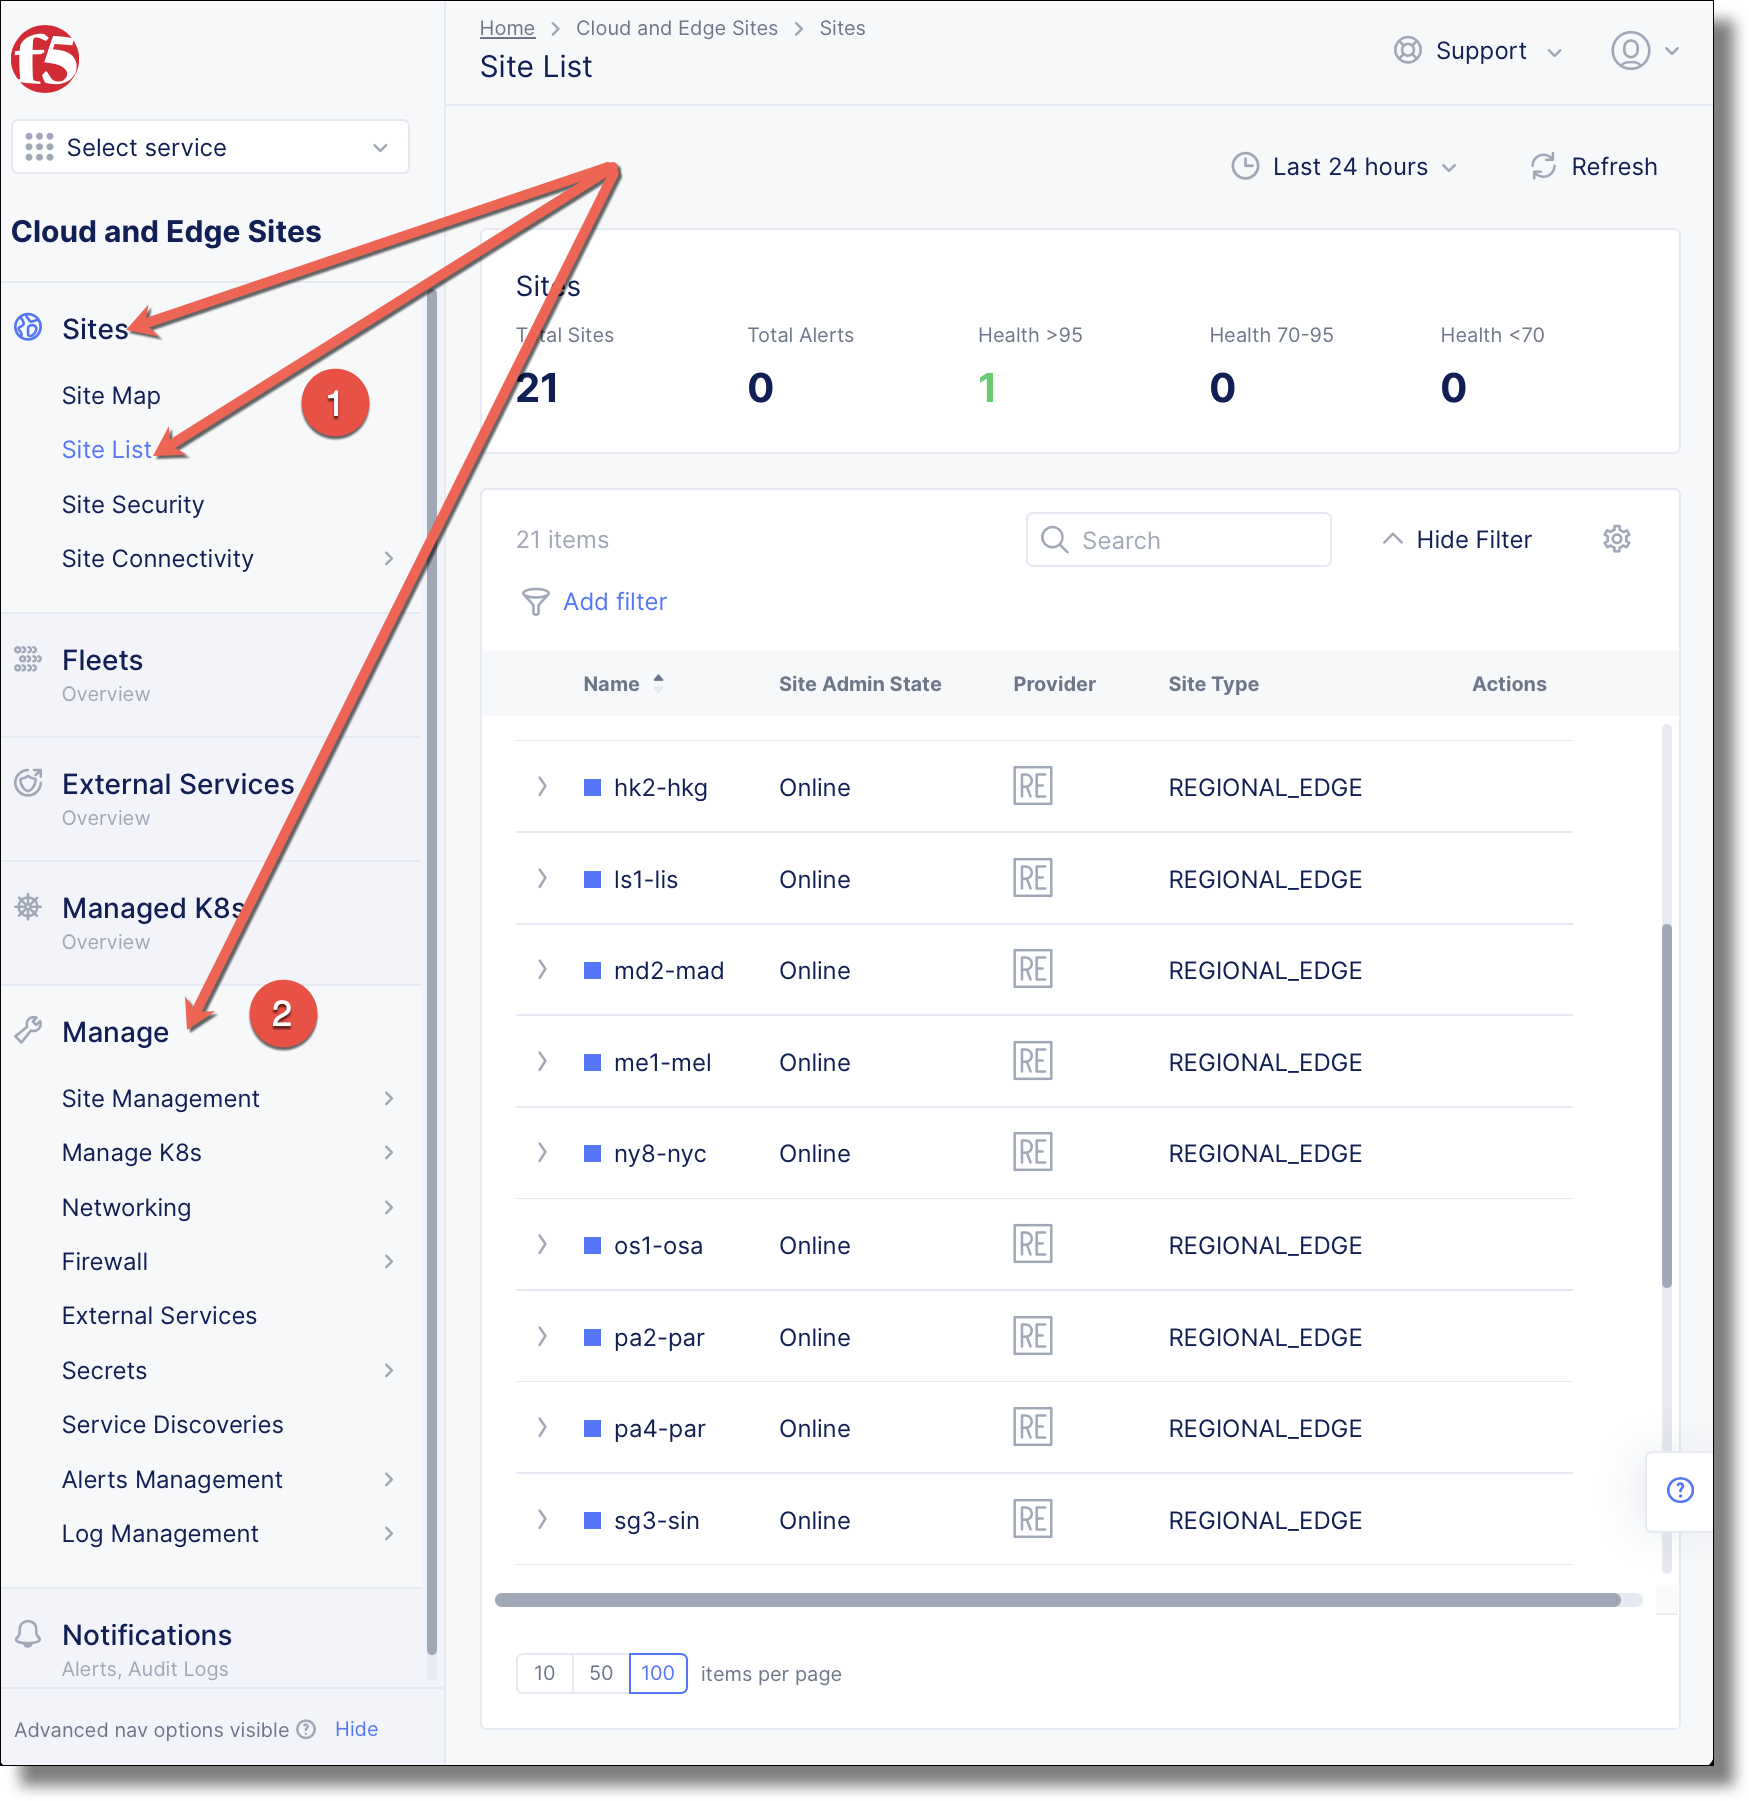 f5
Select service
Cloud and Edge Sites
Sites
Site Map
1
Site List
Site Security
Site Connectivity
Fleets
Overview
External Services
Overview
Managed K8s
Overview
Manage
2
Site Management
Manage K8s
Networking
Firewall
External Services
Secrets
Service Discoveries
Alerts Management
Log Management
Notifications
Alerts, Audit Logs
Advanced nav options visible ? Hide
Home > Cloud and Edge Sites > Sites
Site List
Support
Last 24 hours
Refresh
Sites
Total Sites Total Alerts Health >95 Health 70-95 Health <70
21 0 1 0 0
21 items
Search
Hide Filter
Add filter
Name Site Admin State Provider Site Type Actions
hk2-hkg Online RE REGIONAL_EDGE
ls1-lis Online RE REGIONAL_EDGE
md2-mad Online RE REGIONAL_EDGE
me1-mel Online RE REGIONAL_EDGE
ny8-nyc Online RE REGIONAL_EDGE
os1-osa Online RE REGIONAL_EDGE
pa2-par Online RE REGIONAL_EDGE
pa4-par Online RE REGIONAL_EDGE
sg3-sin Online RE REGIONAL_EDGE
?
10 50 100 items per page